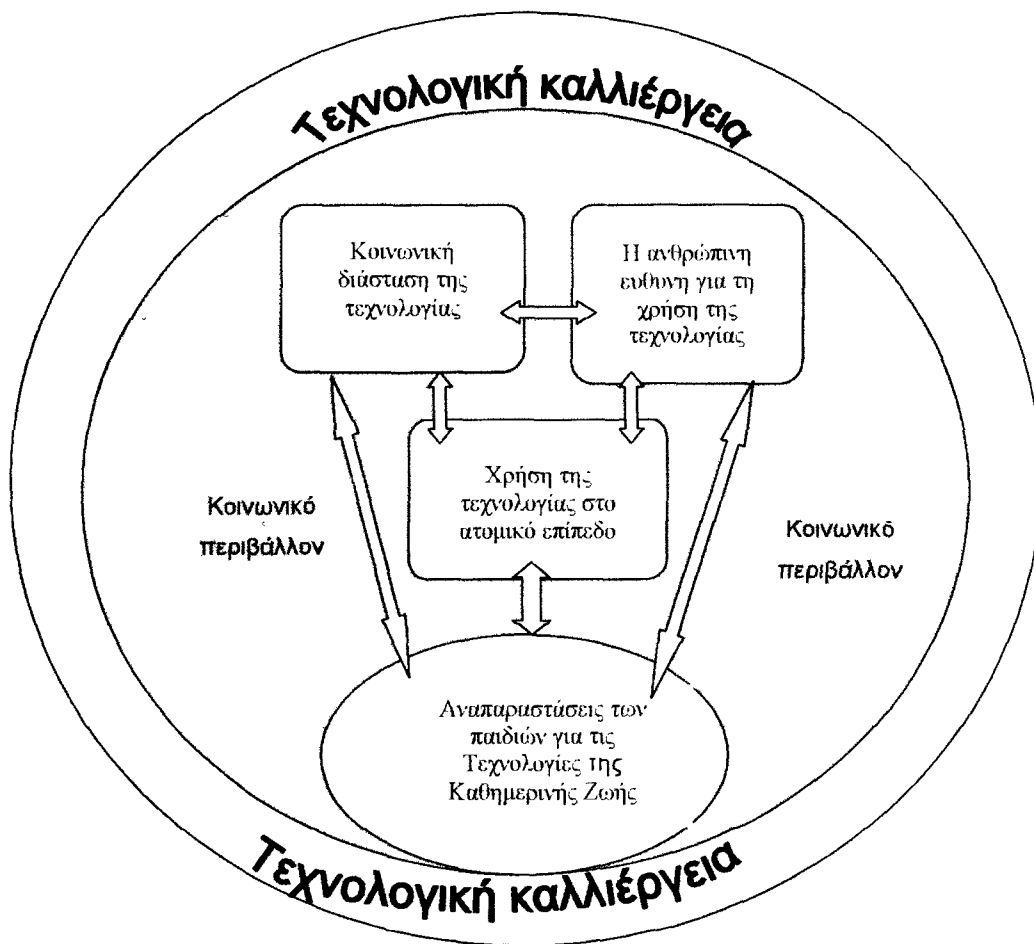 Τεχνολογική καλλιέργεια
Κοινωνική
διάσταση της
τεχνολογίας
Η ανθρώπινη
ευθυνη για τη
χρήση της
τεχνολογίας
Χρήση της
τεχνολογίας στο
ατομικό επίπεδο
Κοινωνικό
περιβάλλον
Κοινωνικό
περιβάλλον
Αναπαραστάσεις των
παιδιών για τις
Τεχνολογίες της
Καθημερινής Ζωής
Τεχνολογική καλλιέργεια